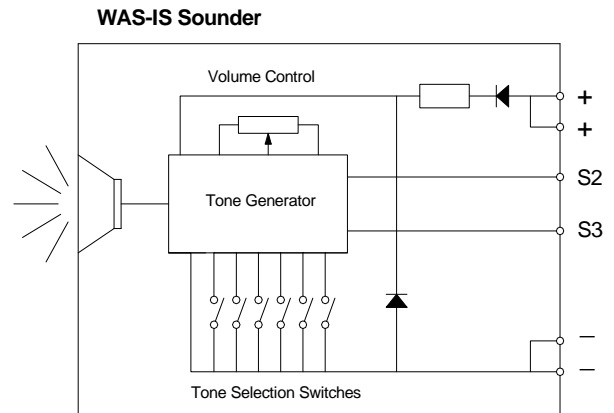 WAS-IS Sounder
Volume Control
+
+
S2
Tone Generator
S3
−
−
Tone Selection Switches